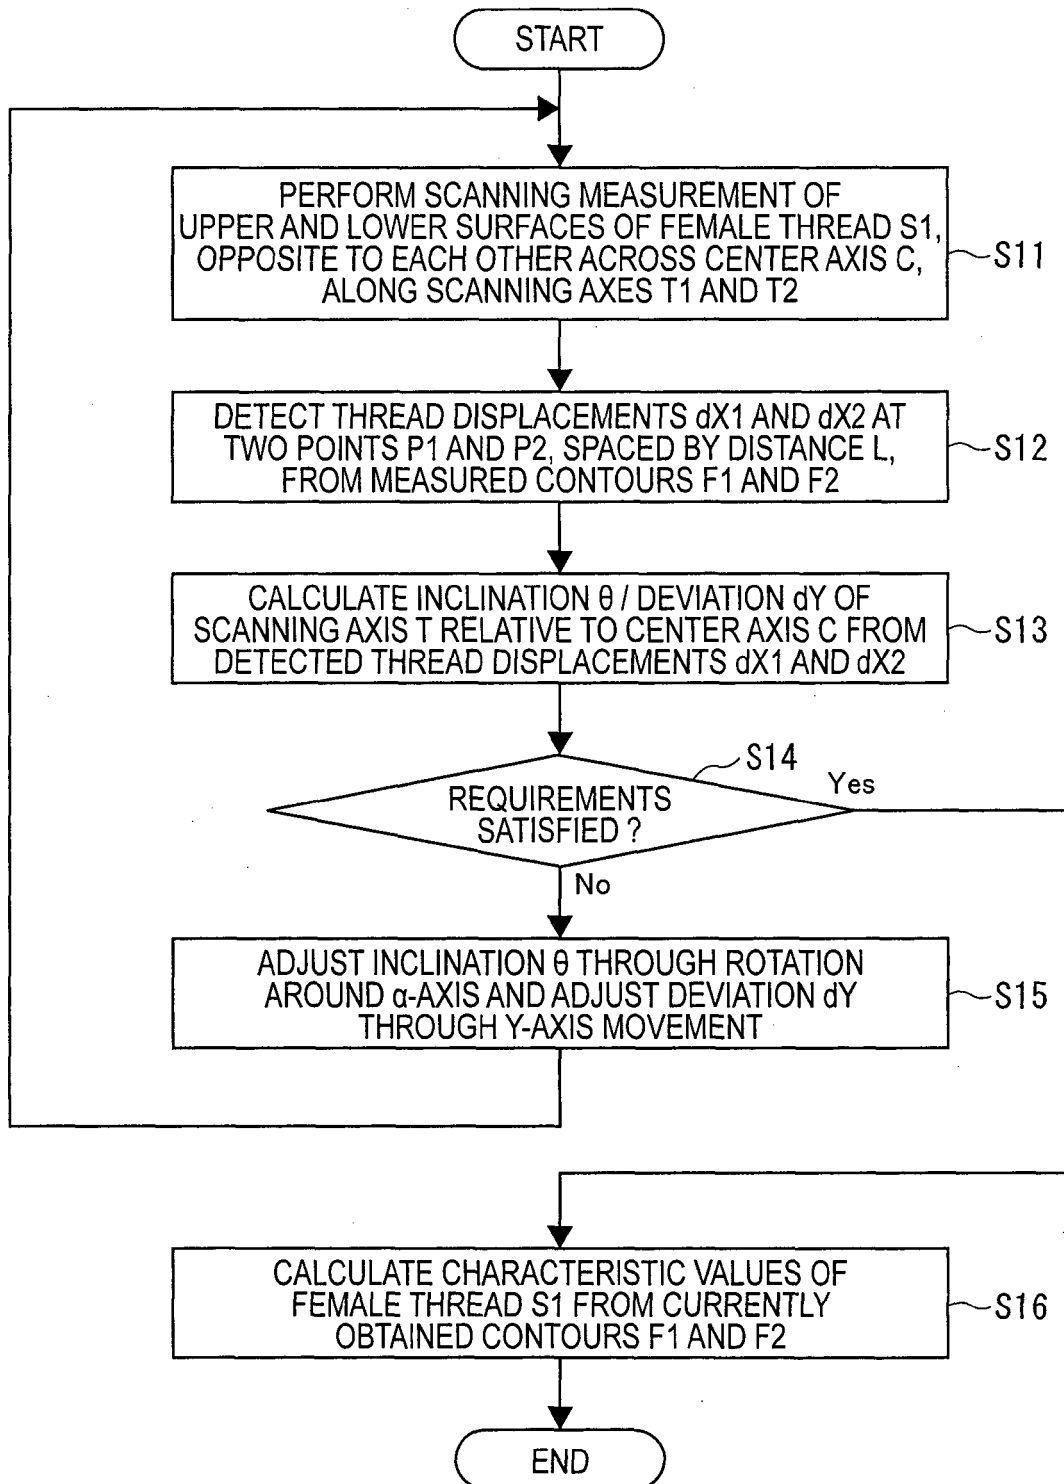 START
PERFORM SCANNING MEASUREMENT OF
UPPER AND LOWER SURFACES OF FEMALE THREAD S1,
OPPOSITE TO EACH OTHER ACROSS CENTER AXIS C,
ALONG SCANNING AXES T1 AND T2
S11
DETECT THREAD DISPLACEMENTS dX1 AND dX2 AT
TWO POINTS P1 AND P2, SPACED BY DISTANCE L,
FROM MEASURED CONTOURS F1 AND F2
S12
CALCULATE INCLINATION θ / DEVIATION dY OF
SCANNING AXIS T RELATIVE TO CENTER AXIS C FROM
DETECTED THREAD DISPLACEMENTS dX1 AND dX2
S13
S14
Yes
REQUIREMENTS
SATISFIED ?
No
ADJUST INCLINATION θ THROUGH ROTATION
AROUND α-AXIS AND ADJUST DEVIATION dY
THROUGH Y-AXIS MOVEMENT
S15
CALCULATE CHARACTERISTIC VALUES OF
FEMALE THREAD S1 FROM CURRENTLY
OBTAINED CONTOURS F1 AND F2
S16
END